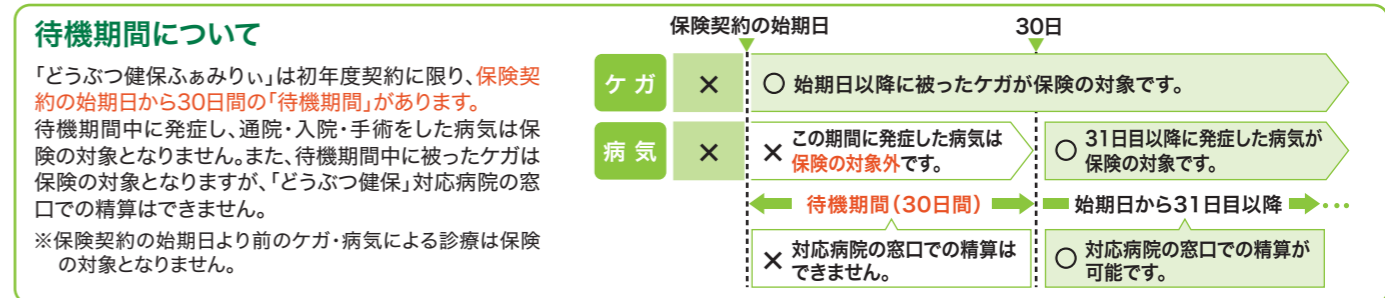 待機期間について
「どうぶつ健保ふぁみりぃ」は初年度契約に限り、保険契
約の始期日から30日間の「待機期間」があります。
待機期間中に発症し、通院・入院・手術をした病気は保
険の対象となりません。また、待機期間中に被ったケガは
保険の対象となりますが、「どうぶつ健保」対応病院の窓
口での精算はできません。
※保険契約の始期日より前のケガ・病気による診療は保険
の対象となりません。
保険契約の始期日
30日
ケガ
×
○ 始期日以降に被ったケガが保険の対象です。
病気
×
× この期間に発症した病気は
保険の対象外です。
○ 31日目以降に発症した病気が
保険の対象です。
待機期間（30日間）
始期日から31日目以降
× 対応病院の窓口での精算は
できません。
○ 対応病院の窓口での精算が
可能です。